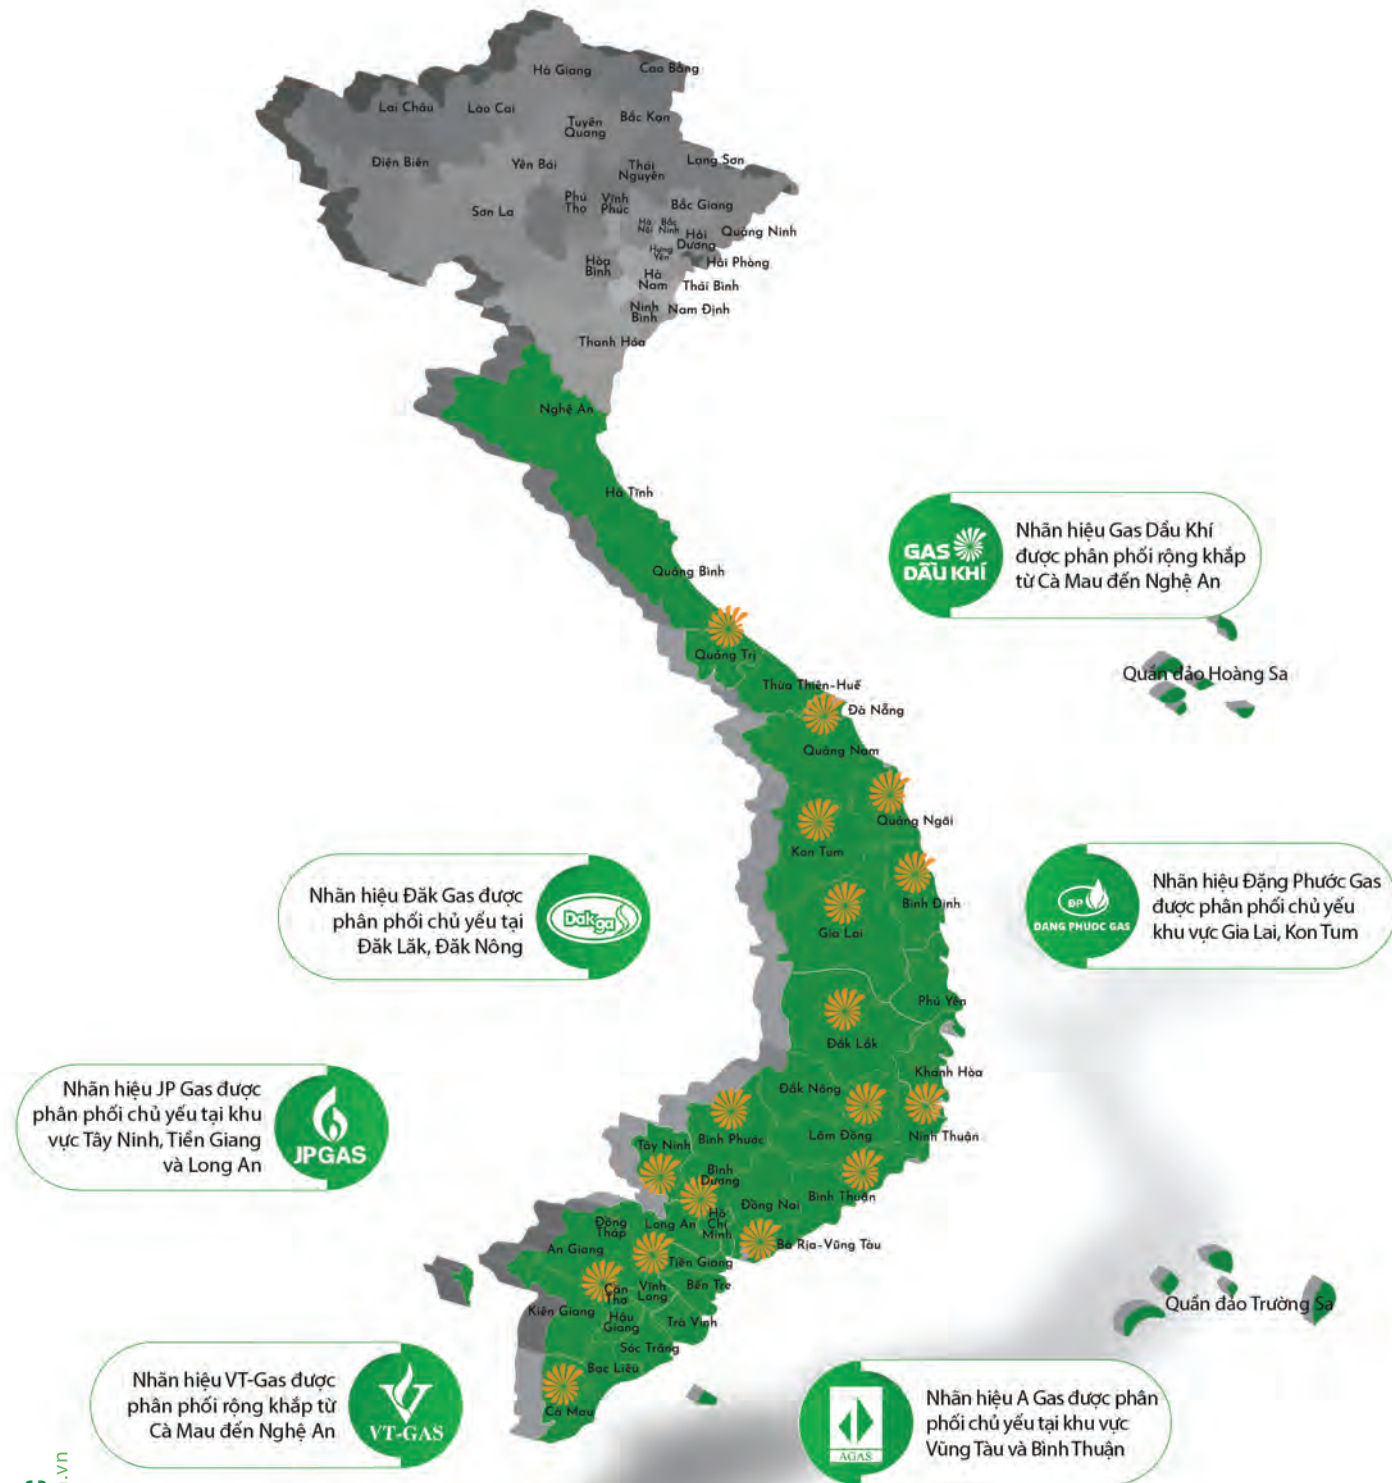 Hà Giang
Cao Bằng
Lai Châu
Lào Cai
Tuyên
Quang
Bắc Kạn
Điện Biên
Yên Bái
Thái
Nguyên
Lạng Sơn
Sơn La
Phú
Thọ
Vĩnh
Phúc
Bắc Giang
Hà
Nội
Bắc
Ninh
Hải
Dương
Quảng Ninh
Hưng
Yên
Hòa
Bình
Hà
Nam
Hải Phòng
Thái Bình
Ninh
Bình
Nam Định
Thanh Hóa
Nghệ An
Hà Tĩnh
Quảng Bình
Quảng Trị
Thừa Thiên-Huế
Đà Nẵng
Quảng Nam
Quảng Ngãi
Kon Tum
Bình Định
Gia Lai
Phú Yên
Đắk Lắk
Khánh Hòa
Đắk Nông
Lâm Đồng
Ninh Thuận
Bình Phước
Tây Ninh
Bình
Dương
Bình Thuận
Đồng Nai
Hồ
Chí
Minh
Long An
Đồng
Tháp
An Giang
Bà Rịa-Vũng Tàu
Tiền Giang
Bến Tre
Vĩnh
Long
Cần
Thơ
Kiên Giang
Hậu
Giang
Trà Vinh
Sóc Trăng
Bạc Liêu
Cà Mau
GAS
DẦU KHÍ
Nhãn hiệu Gas Dầu Khí
được phân phối rộng khắp
từ Cà Mau đến Nghệ An
Quần đảo Hoàng Sa
Nhãn hiệu Đăk Gas được
phân phối chủ yếu tại
Đăk Lăk, Đăk Nông
Dakga
ĐP
DANG PHUOC GAS
Nhãn hiệu Đặng Phước Gas
được phân phối chủ yếu
khu vực Gia Lai, Kon Tum
Nhãn hiệu JP Gas được
phân phối chủ yếu tại khu
vực Tây Ninh, Tiền Giang
và Long An
JPGAS
Quần đảo Trường Sa
Nhãn hiệu VT-Gas được
phân phối rộng khắp từ
Cà Mau đến Nghệ An
VT-GAS
AGAS
Nhãn hiệu A Gas được phân
phối chủ yếu tại khu vực
Vũng Tàu và Bình Thuận
.vn